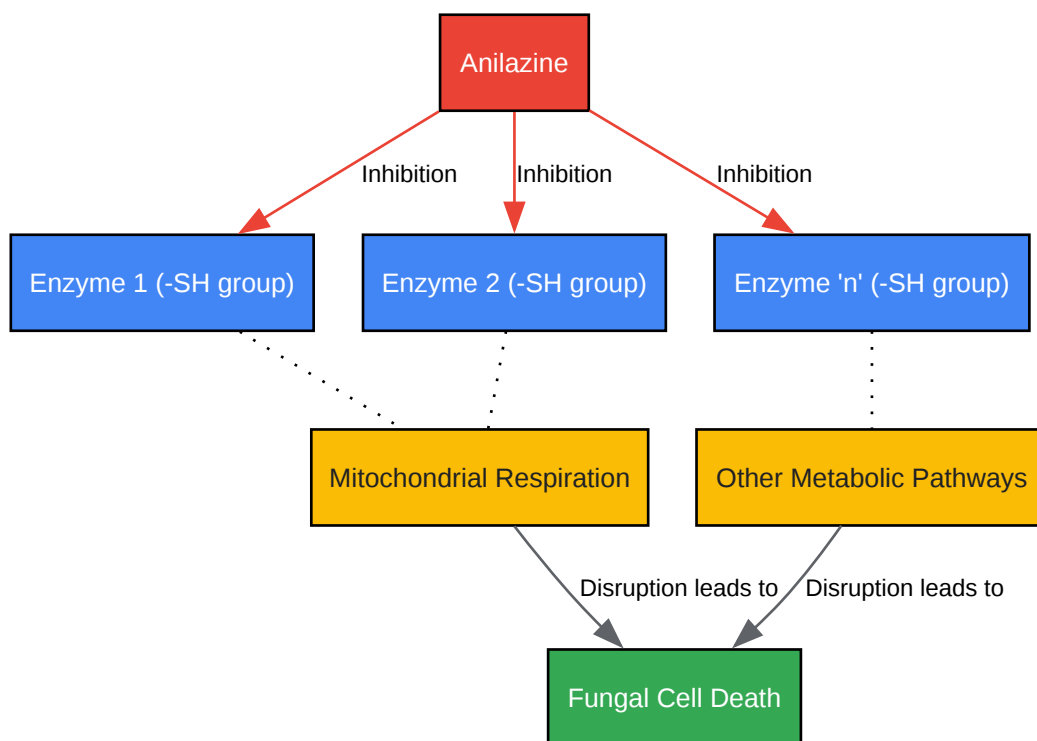 Anilazine
Inhibition
Inhibition
Inhibition
Enzyme 1 (-SH group)
Enzyme 2 (-SH group)
Enzyme 'n' (-SH group)
Mitochondrial Respiration
Other Metabolic Pathways
Disruption leads to
Disruption leads to
Fungal Cell Death